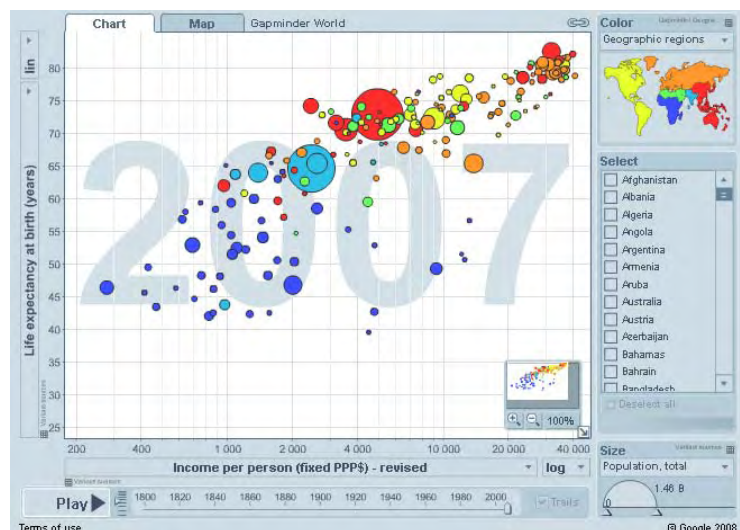 Chart Map Gapminder World
Color
Geographic regions
lin
Life expectancy at birth (years)
80
75
70
65
60
55
50
45
40
35
30
25
2007
200 400 1 000 2 000 4 000 10 000 20 000 40 000
100%
Income per person (fixed PPP$) - revised log
Select
Afghanistan
Albania
Algeria
Angola
Argentina
Armenia
Aruba
Australia
Austria
Azerbaijan
Bahamas
Bahrain
Bangladesh
Deselect all
Size
Population, total
1.46 B
0
Play
1800 1820 1840 1860 1880 1900 1920 1940 1960 1980 2000
Trails
Terms of use
© Google 2008